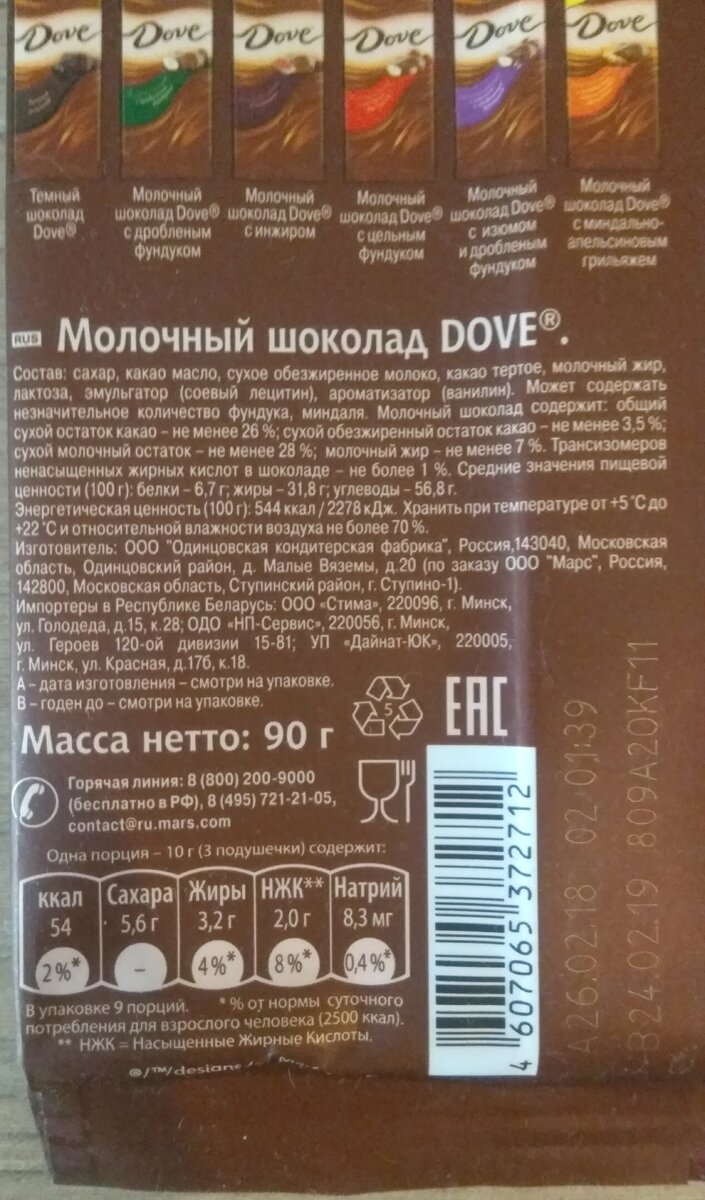 Dove Dove Dove Dove Dove Dove
Темный
шоколад
Dove®
Молочный
шоколад Dove®
с дробленым
фундуком
Молочный
шоколад Dove®
с инжиром
Молочный
шоколад Dove®
с цельным
фундуком
Молочный
шоколад Dove®
с изюмом
и дробленым
фундуком
Молочный
шоколад Dove®
с миндально-
апельсиновым
грильяжем
RUS Молочный шоколад DOVE®.
Состав: сахар, какао масло, сухое обезжиренное молоко, какао тертое, молочный жир,
лактоза, эмульгатор (соевый лецитин), ароматизатор (ванилин). Может содержать
незначительное количество фундука, миндаля. Молочный шоколад содержит: общий
сухой остаток какао – не менее 26 %; сухой обезжиренный остаток какао – не менее 3,5 %;
сухой молочный остаток – не менее 28 %; молочный жир – не менее 7 %. Трансизомеров
ненасыщенных жирных кислот в шоколаде – не более 1 %. Средние значения пищевой
ценности (100 г): белки – 6,7 г; жиры – 31,8 г; углеводы – 56,8 г.
Энергетическая ценность (100 г): 544 ккал / 2278 кДж. Хранить при температуре от +5 °С до
+22 °С и относительной влажности воздуха не более 70 %.
Изготовитель: ООО "Одинцовская кондитерская фабрика", Россия,143040, Московская
область, Одинцовский район, д. Малые Вяземы, д.20 (по заказу ООО "Марс", Россия,
142800, Московская область, Ступинский район, г. Ступино-1).
Импортеры в Республике Беларусь: ООО «Стима», 220096, г. Минск,
ул. Голодеда, д.15, к.28; ОДО «НП-Сервис», 220056, г. Минск,
ул. Героев 120-ой дивизии 15-81; УП «Дайнат-ЮК», 220005,
г. Минск, ул. Красная, д.17б, к.18.
А – дата изготовления – смотри на упаковке.
В – годен до – смотри на упаковке.
5
EAC
Масса нетто: 90 г
Горячая линия: 8 (800) 200-9000
(бесплатно в РФ), 8 (495) 721-21-05,
contact@ru.mars.com
Одна порция – 10 г (3 подушечки) содержит:
ккал Сахара Жиры НЖК** Натрий
54 5,6 г 3,2 г 2,0 г 8,3 мг
2%* – 4%* 8%* 0,4%*
В упаковке 9 порций. *% от нормы суточного
потребления для взрослого человека (2500 ккал).
** НЖК = Насыщенные Жирные Кислоты.
®/™/designs
4 607065 372712
A 26.02.18 02 01:39
B24.02.19 809A20KF11